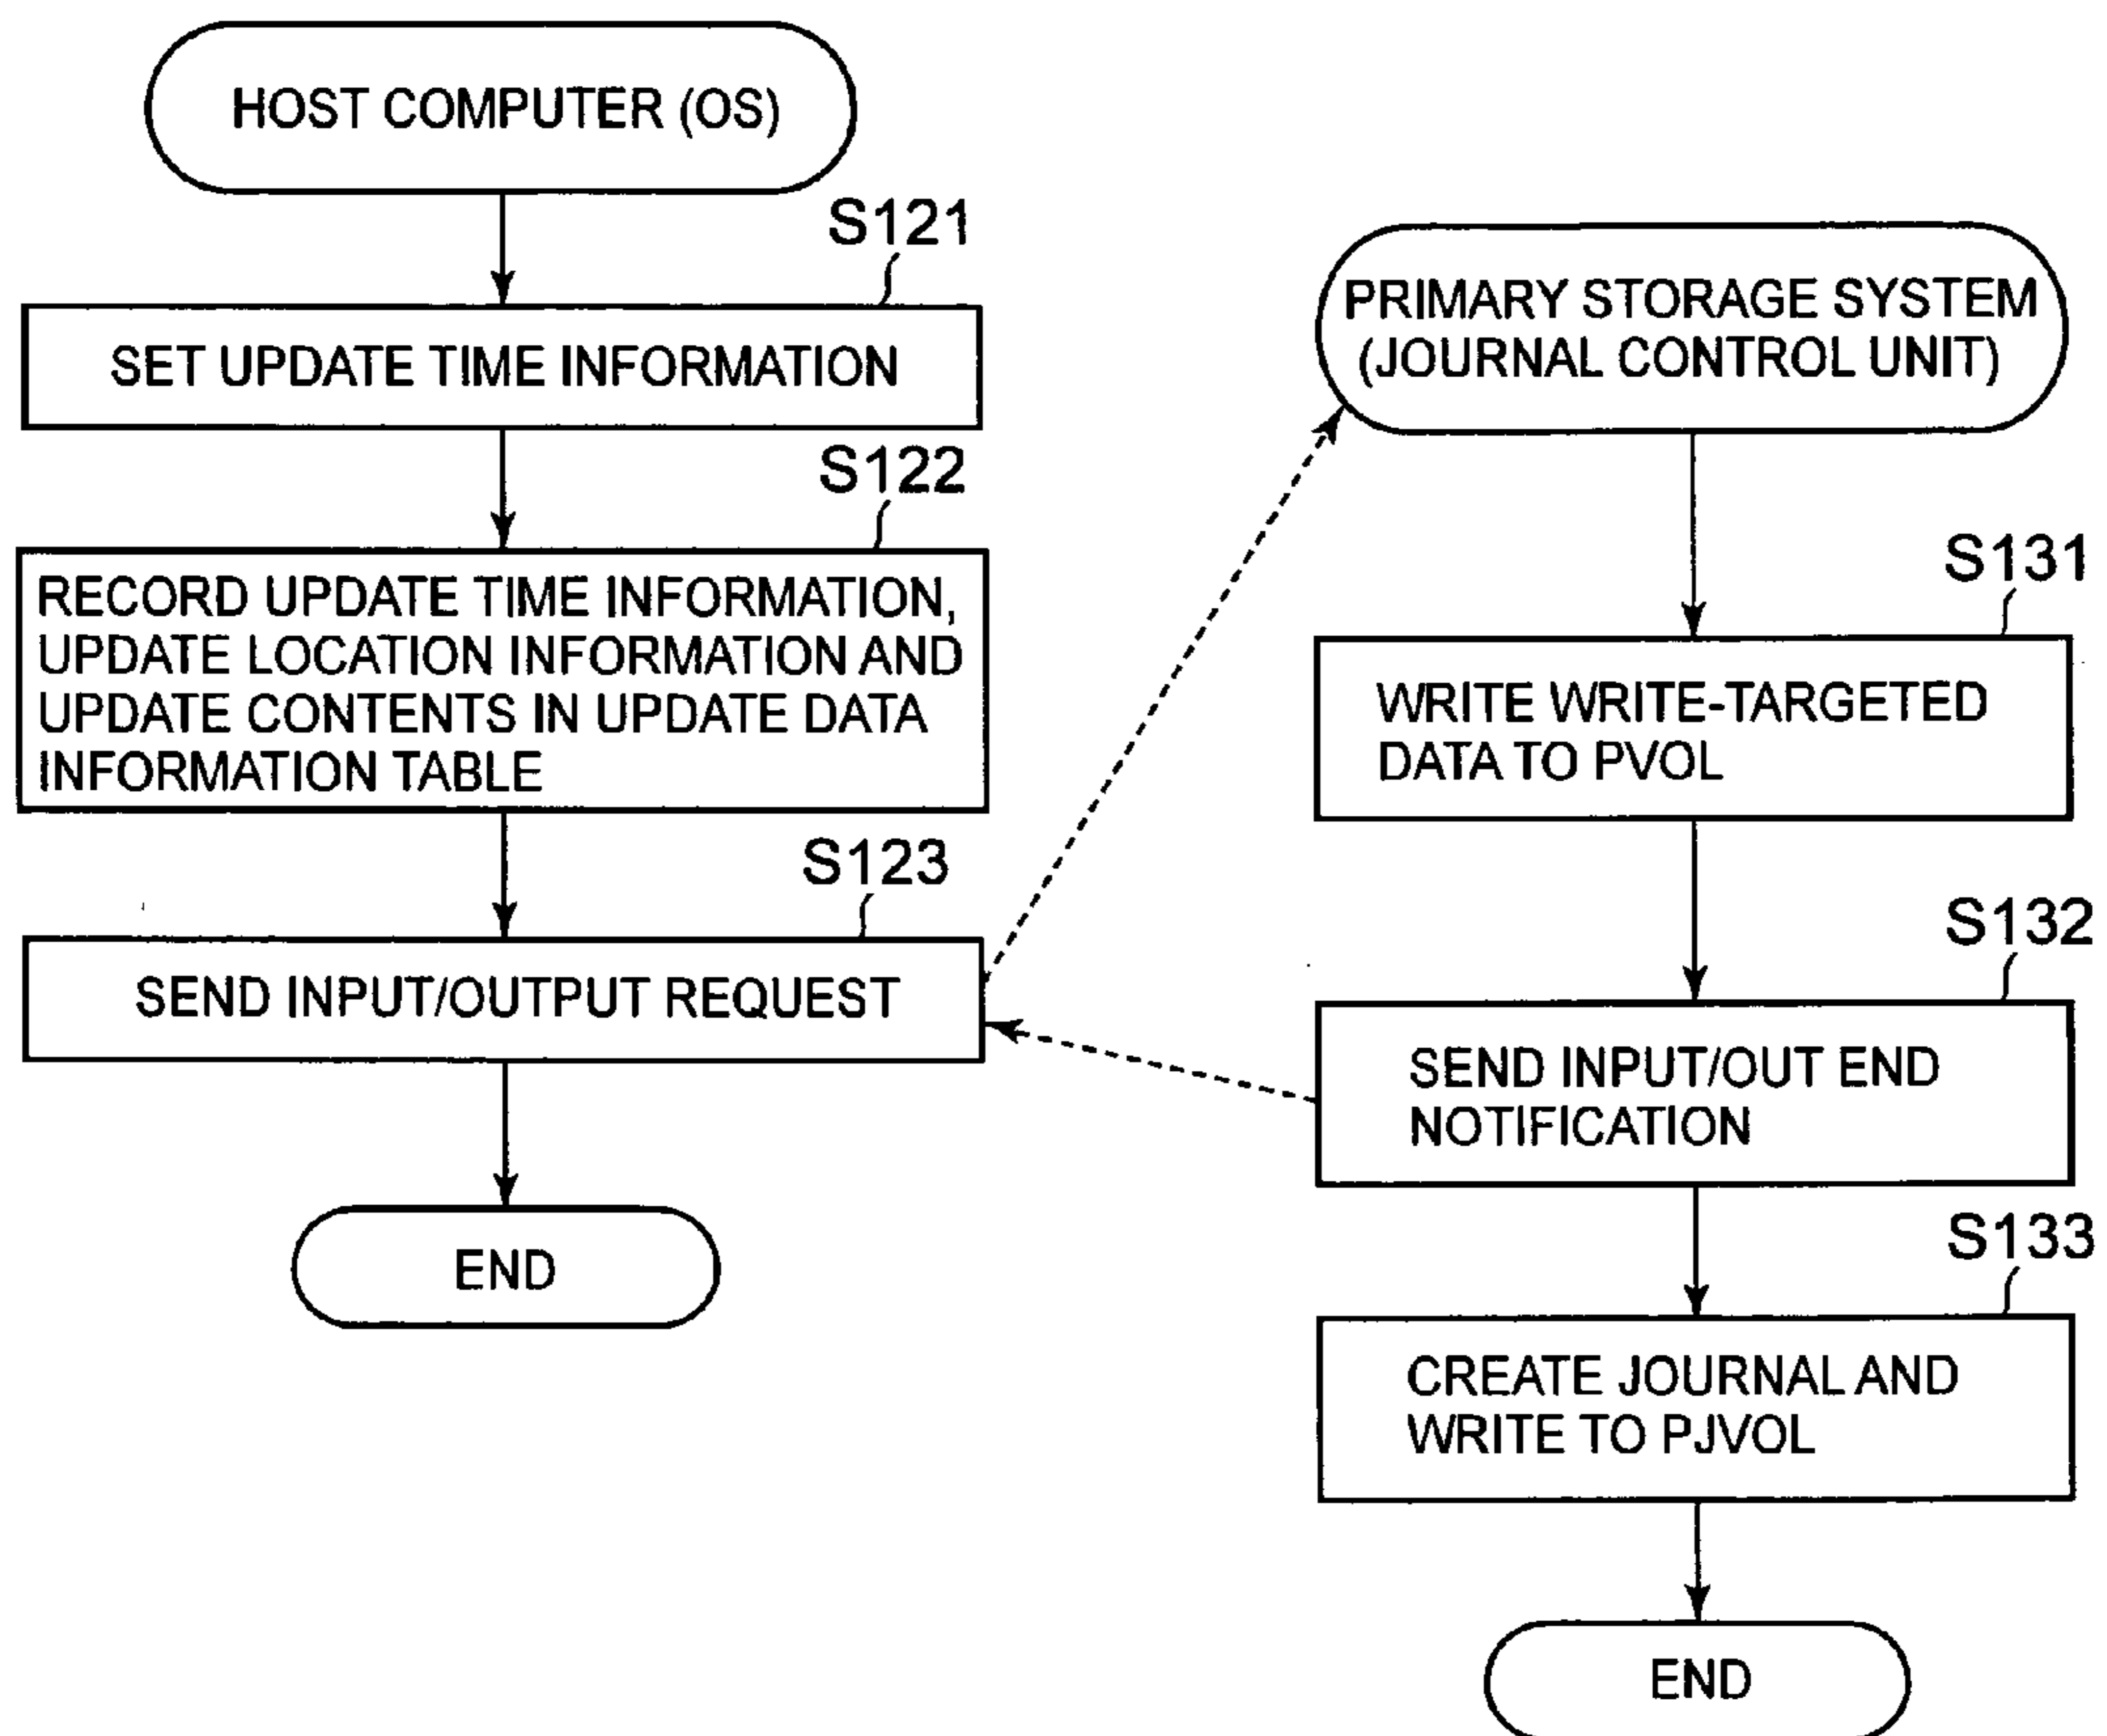 HOST COMPUTER (OS)
S121
SET UPDATE TIME INFORMATION
S122
RECORD UPDATE TIME INFORMATION,
UPDATE LOCATION INFORMATION AND
UPDATE CONTENTS IN UPDATE DATA
INFORMATION TABLE
S123
SEND INPUT/OUTPUT REQUEST
END
PRIMARY STORAGE SYSTEM
(JOURNAL CONTROL UNIT)
S131
WRITE WRITE-TARGETED
DATA TO PVOL
S132
SEND INPUT/OUT END
NOTIFICATION
S133
CREATE JOURNAL AND
WRITE TO PJVOL
END